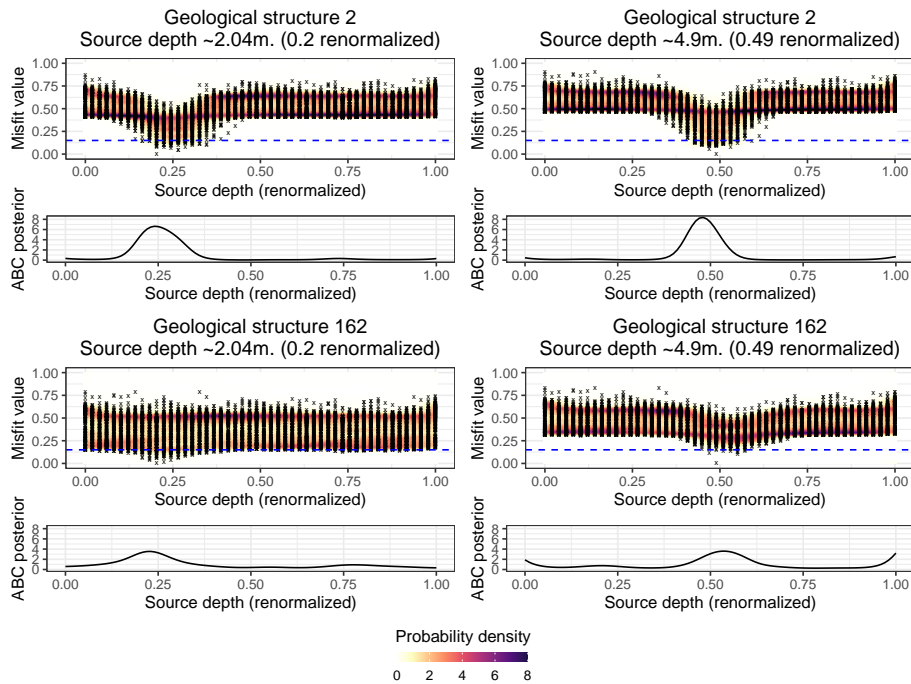 Geological structure 2
Source depth ~2.04m. (0.2 renormalized)
Misfit value
1.00
0.75
0.50
0.25
0.00
0.00 0.25 0.50 0.75 1.00
Source depth (renormalized)
ABC posterior
8
6
4
2
0
0.00 0.25 0.50 0.75 1.00
Source depth (renormalized)
Geological structure 2
Source depth ~4.9m. (0.49 renormalized)
Misfit value
1.00
0.75
0.50
0.25
0.00
0.00 0.25 0.50 0.75 1.00
Source depth (renormalized)
ABC posterior
8
6
4
2
0
0.00 0.25 0.50 0.75 1.00
Source depth (renormalized)
Geological structure 162
Source depth ~2.04m. (0.2 renormalized)
Misfit value
1.00
0.75
0.50
0.25
0.00
0.00 0.25 0.50 0.75 1.00
Source depth (renormalized)
ABC posterior
8
6
4
2
0
0.00 0.25 0.50 0.75 1.00
Source depth (renormalized)
Geological structure 162
Source depth ~4.9m. (0.49 renormalized)
Misfit value
1.00
0.75
0.50
0.25
0.00
0.00 0.25 0.50 0.75 1.00
Source depth (renormalized)
ABC posterior
8
6
4
2
0
0.00 0.25 0.50 0.75 1.00
Source depth (renormalized)
Probability density
0 2 4 6 8